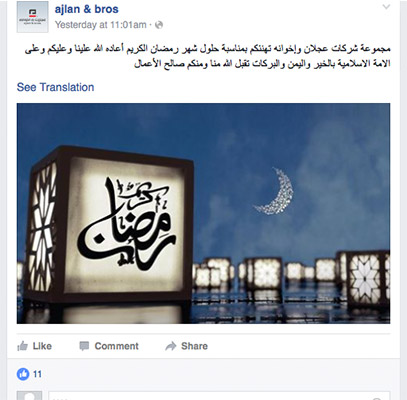 ajlan & bros
Yesterday at 11:01am ·
مجموعة شركات عجلان وإخوانه تهنئكم بمناسبة حلول شهر رمضان الكريم أعاده الله علينا وعليكم وعلى
الامة الاسلامية بالخير واليمن والبركات تقبل الله منا ومنكم صالح الأعمال
See Translation
رمضان كريم
Like Comment Share
11